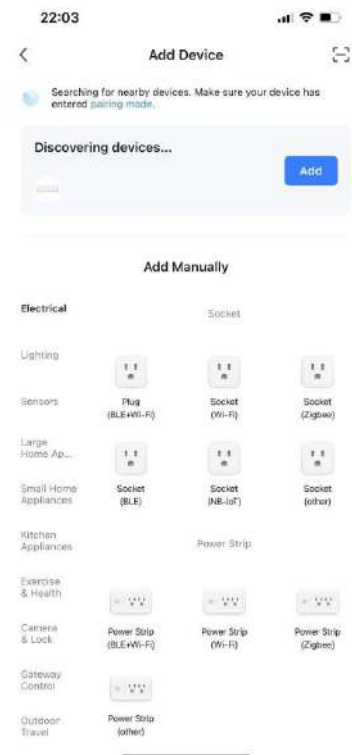 22:03
Add Device
Searching for nearby devices. Make sure your device has
entered pairing mode.
Discovering devices...
Add
Add Manually
Electrical
Socket
Lighting
Sensors
Plug
(BLE+Wi-Fi)
Socket
(Wi-Fi)
Socket
(Zigbee)
Large
Home Ap...
Small Home
Appliances
Socket
(BLE)
Socket
(NB-IoT)
Socket
(other)
Kitchen
Appliances
Power Strip
Exercise
& Health
Camera
& Lock
Power Strip
(BLE+Wi-Fi)
Power Strip
(Wi-Fi)
Power Strip
(Zigbee)
Gateway
Control
Outdoor
Travel
Power Strip
(other)